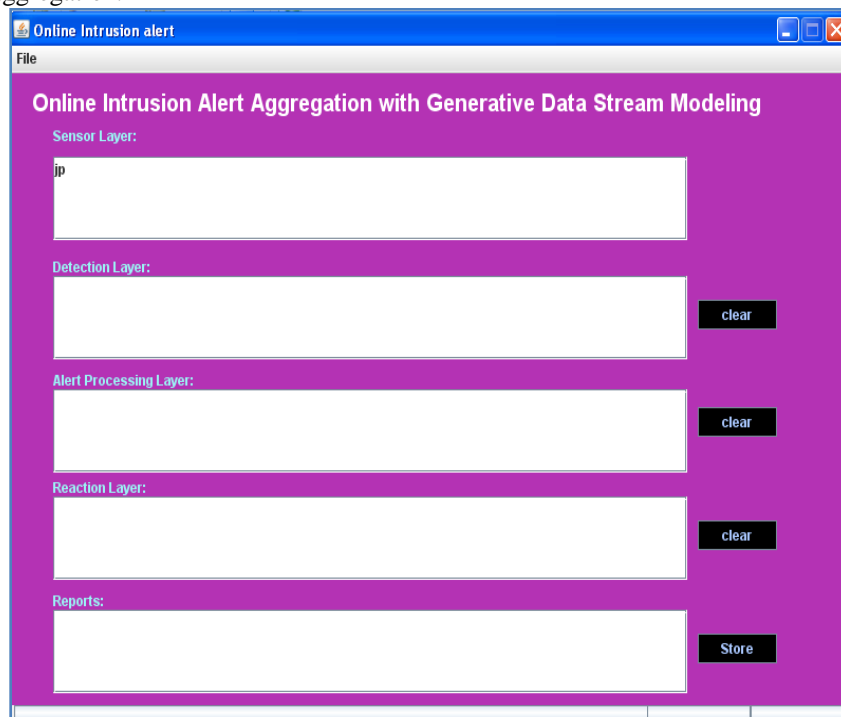 Online Intrusion alert
File
Online Intrusion Alert Aggregation with Generative Data Stream Modeling
Sensor Layer:
jp
Detection Layer:
clear
Alert Processing Layer:
clear
Reaction Layer:
clear
Reports:
Store